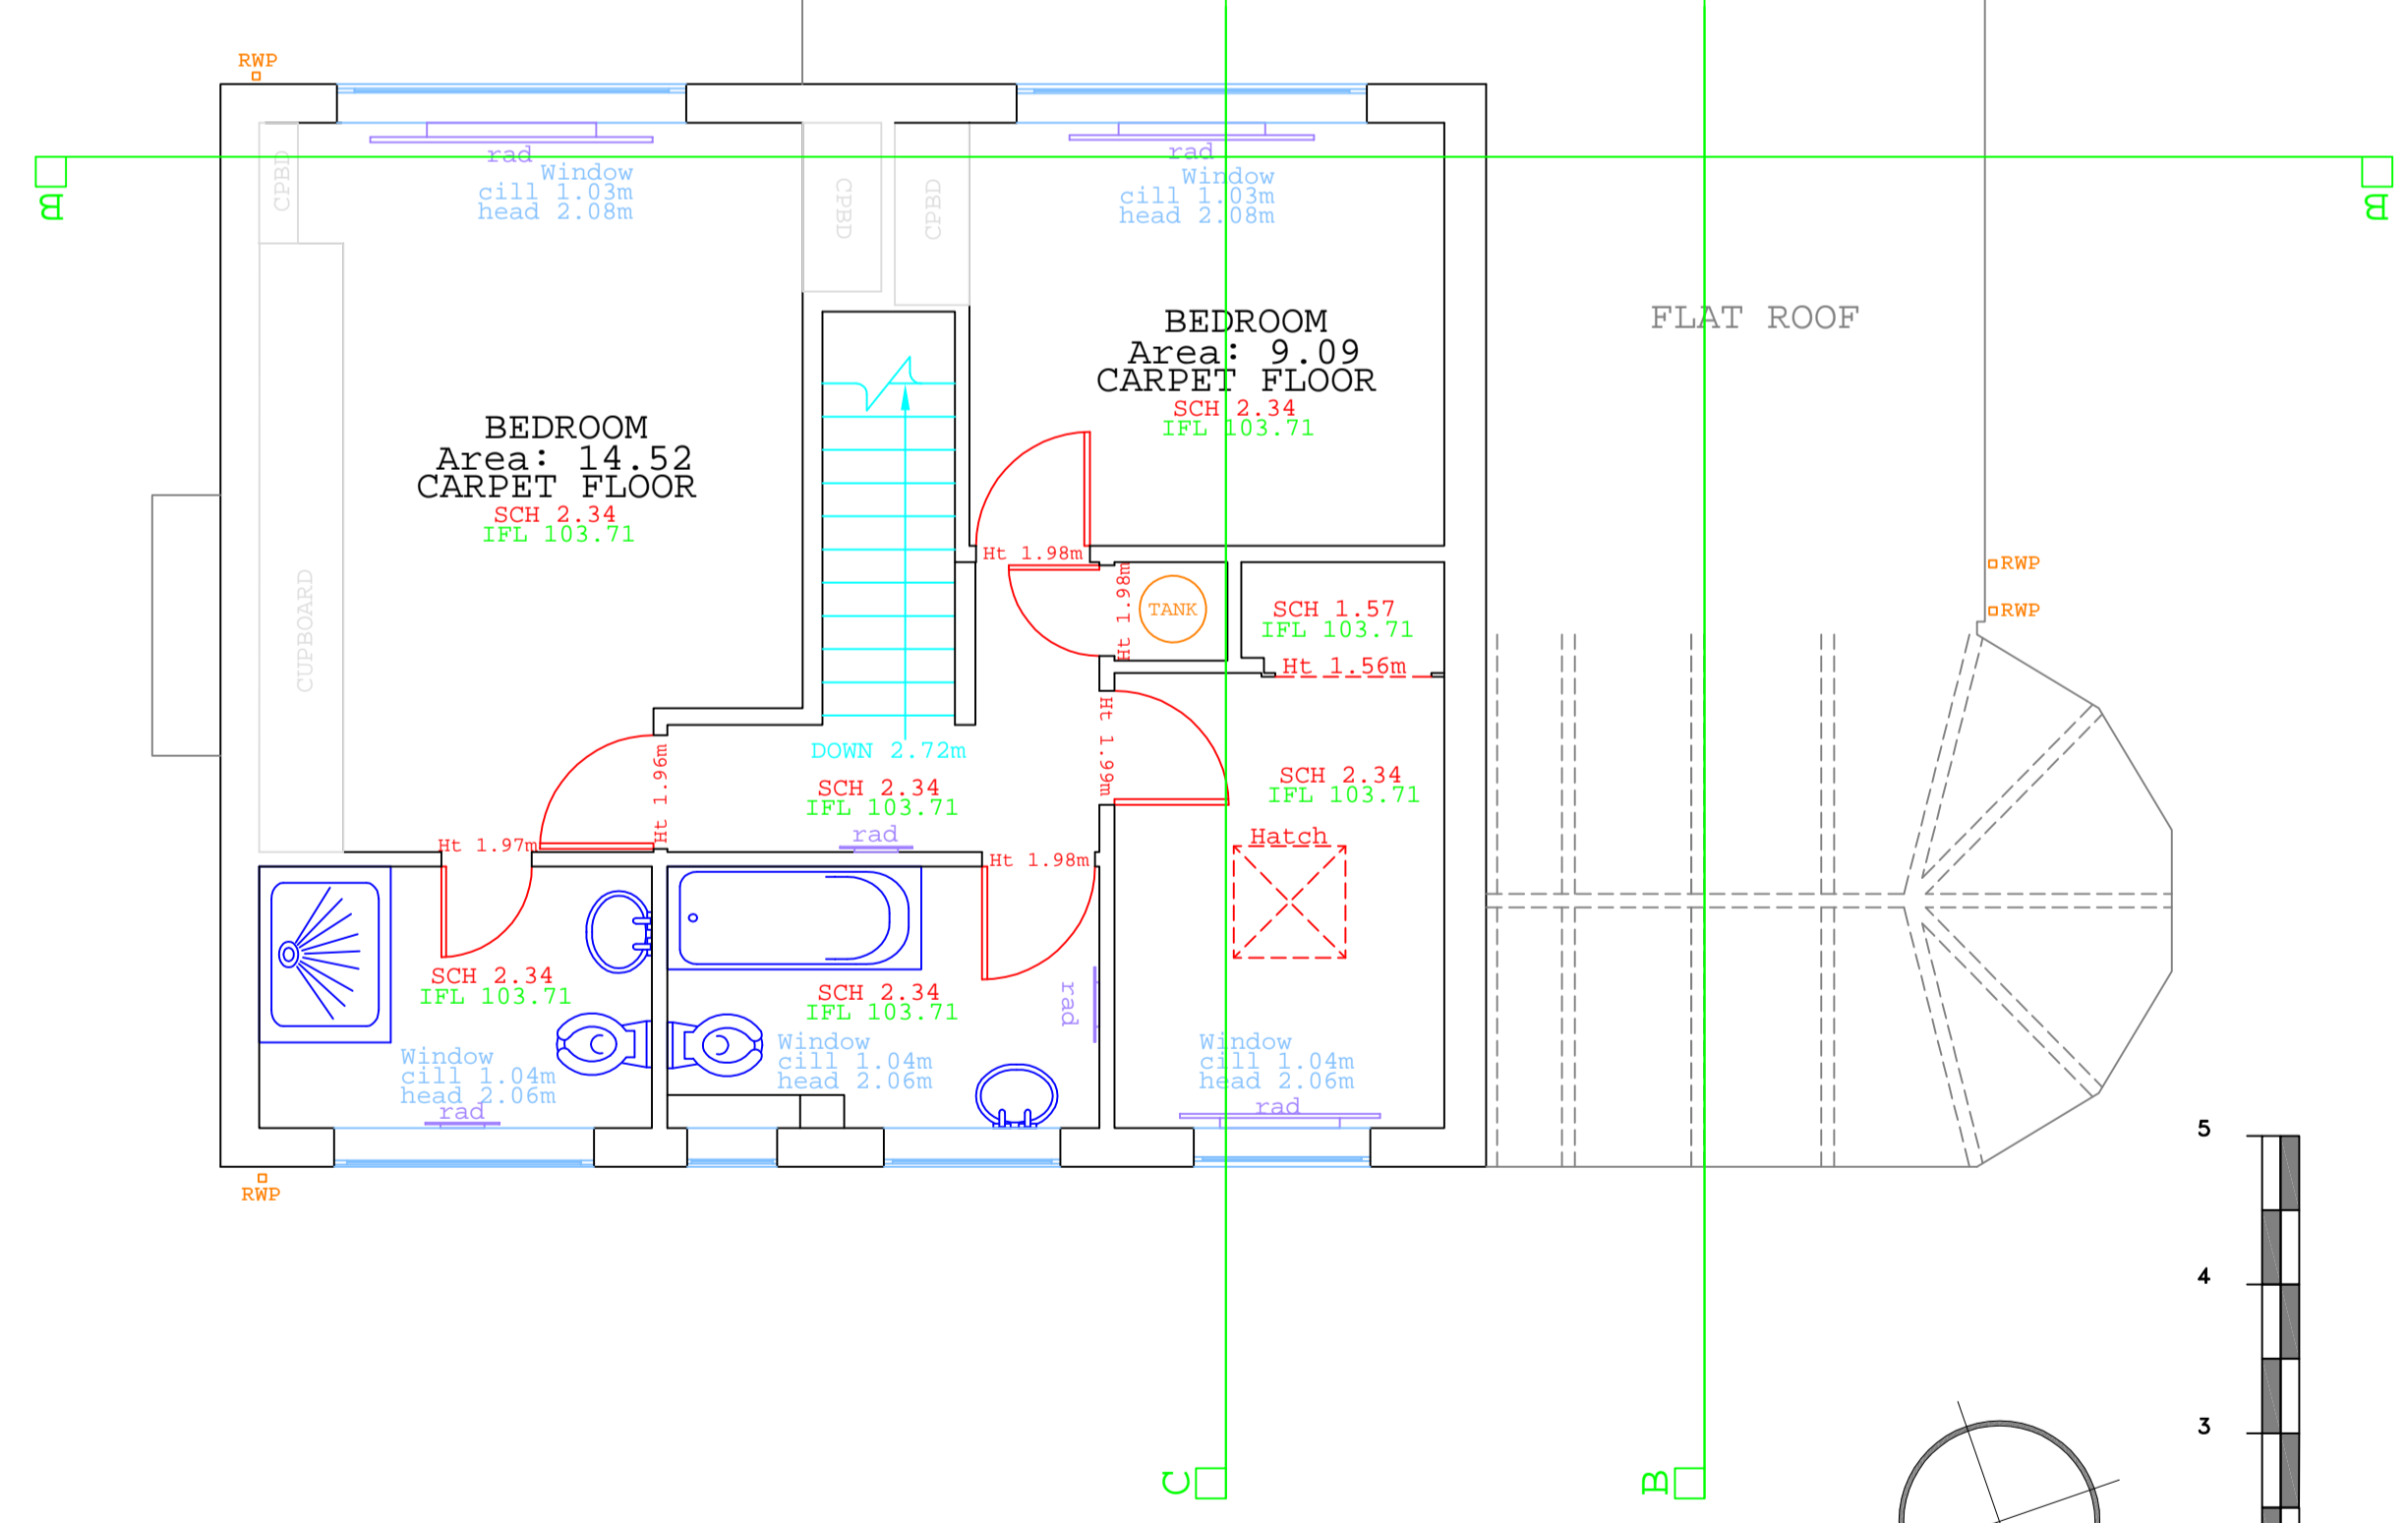 RWP
rad
Window
cill 1.03m
head 2.08m
rad
Window
cill 1.03m
head 2.08m
B
B
CPBD
CPBD
CPBD
FLAT ROOF
BEDROOM
Area: 9.09
CARPET FLOOR
SCH 2.34
IFL 103.71
BEDROOM
Area: 14.52
CARPET FLOOR
SCH 2.34
IFL 103.71
CUPBOARD
Ht 1.98m
Ht 1.98m
TANK
SCH 1.57
IFL 103.71
Ht 1.56m
RWP
RWP
DOWN 2.72m
Ht 1.96m
Ht 1.99m
SCH 2.34
IFL 103.71
rad
SCH 2.34
IFL 103.71
Hatch
Ht 1.97m
Ht 1.98m
SCH 2.34
IFL 103.71
SCH 2.34
IFL 103.71
rad
Window
cill 1.04m
head 2.06m
rad
Window
cill 1.04m
head 2.06m
Window
cill 1.04m
head 2.06m
rad
RWP
5
4
3
C
B